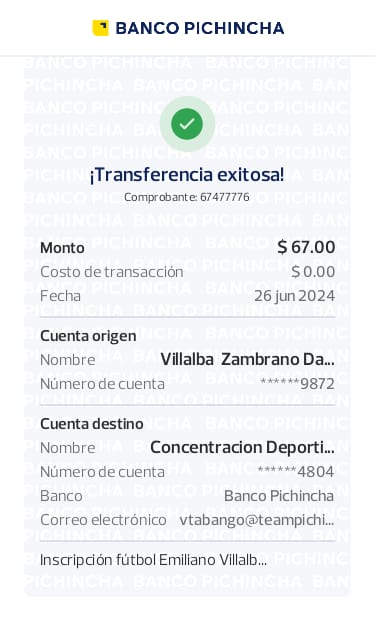 BANCO PICHINCHA
¡Transferencia exitosa!
Comprobante: 67477776
Monto $ 67.00
Costo de transacción $ 0.00
Fecha 26 jun 2024
Cuenta origen
Nombre Villalba Zambrano Da...
Número de cuenta ******9872
Cuenta destino
Nombre Concentracion Deporti...
Número de cuenta ******4804
Banco Banco Pichincha
Correo electrónico vtabango@teampichi...
Inscripción fútbol Emiliano Villalb...